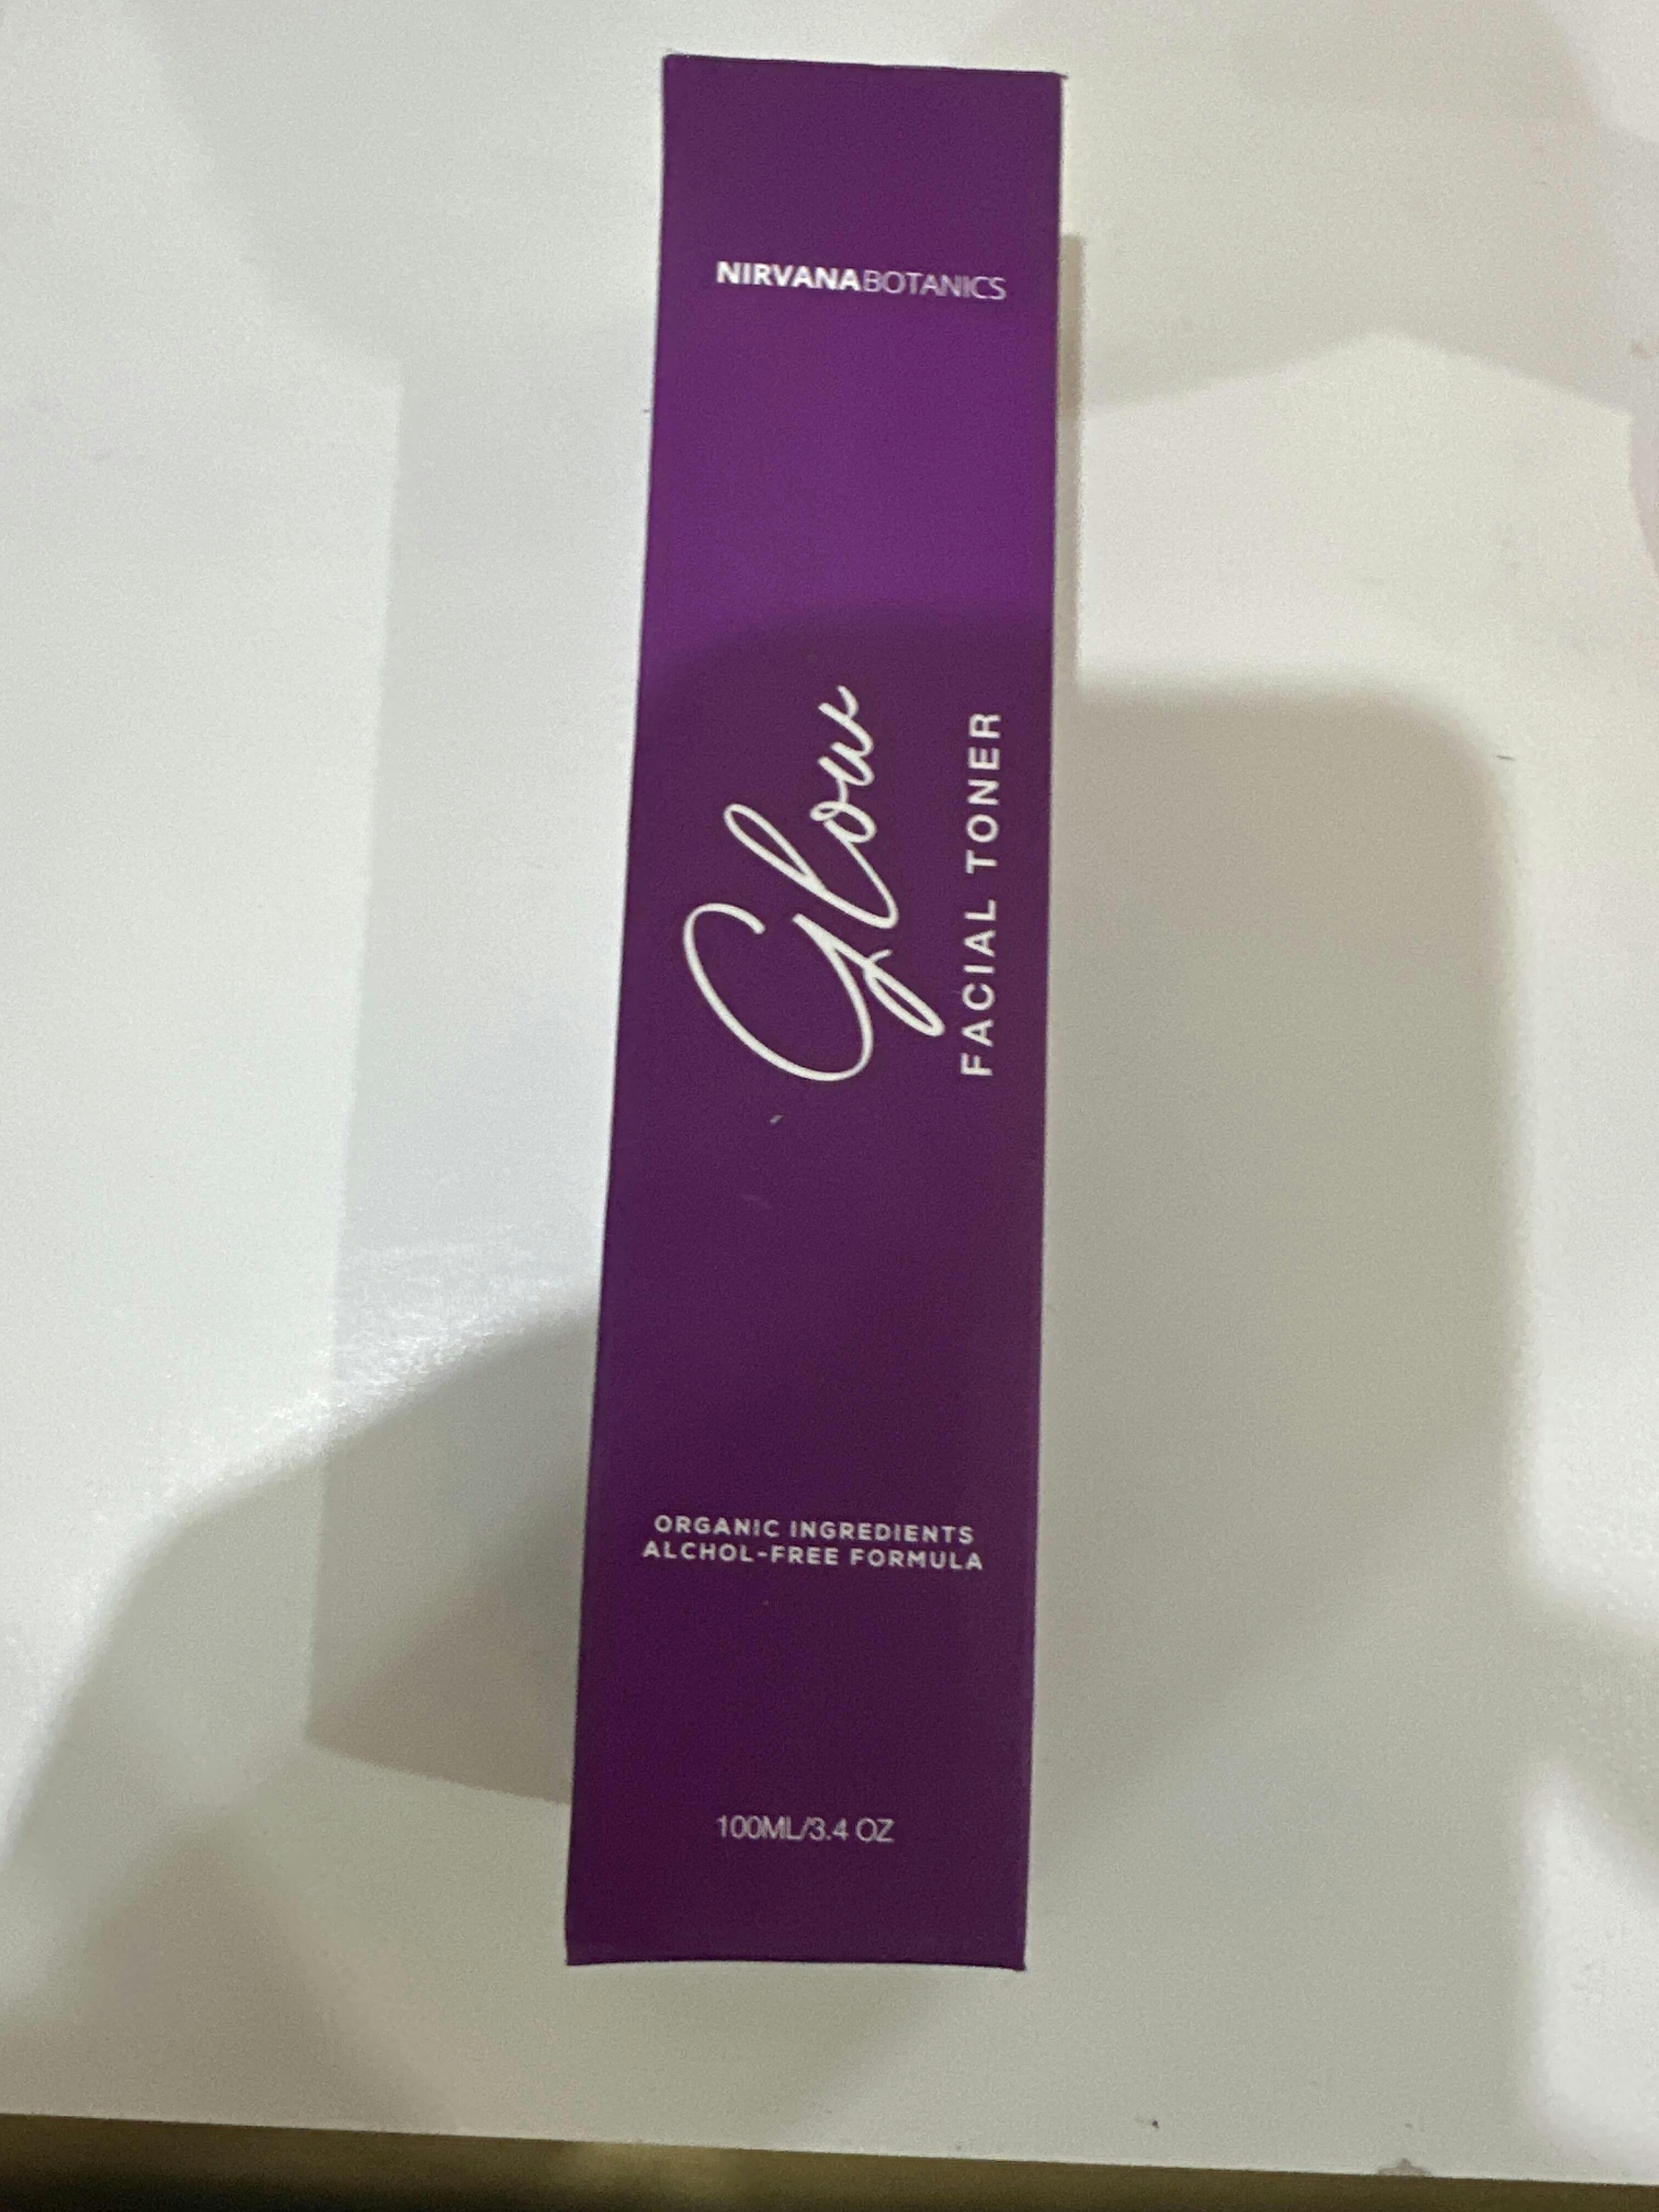 NIRVANABOTANICS
Glow
FACIAL TONER
ORGANIC INGREDIENTS
ALCHOL-FREE FORMULA
100ML/3.4 OZ